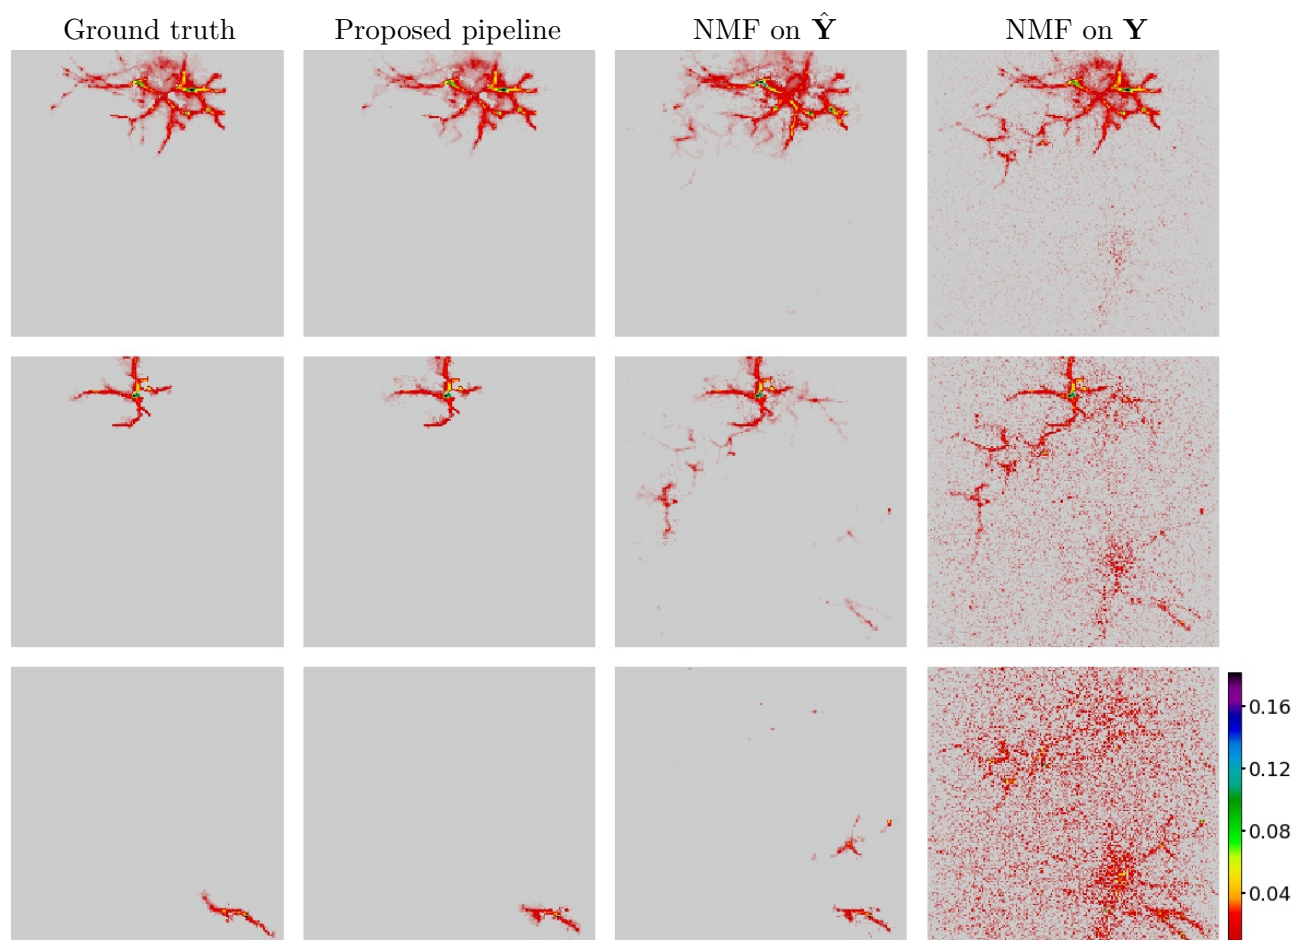 Ground truth
Proposed pipeline
NMF on Ŷ
NMF on Y
0.16
0.12
0.08
0.04